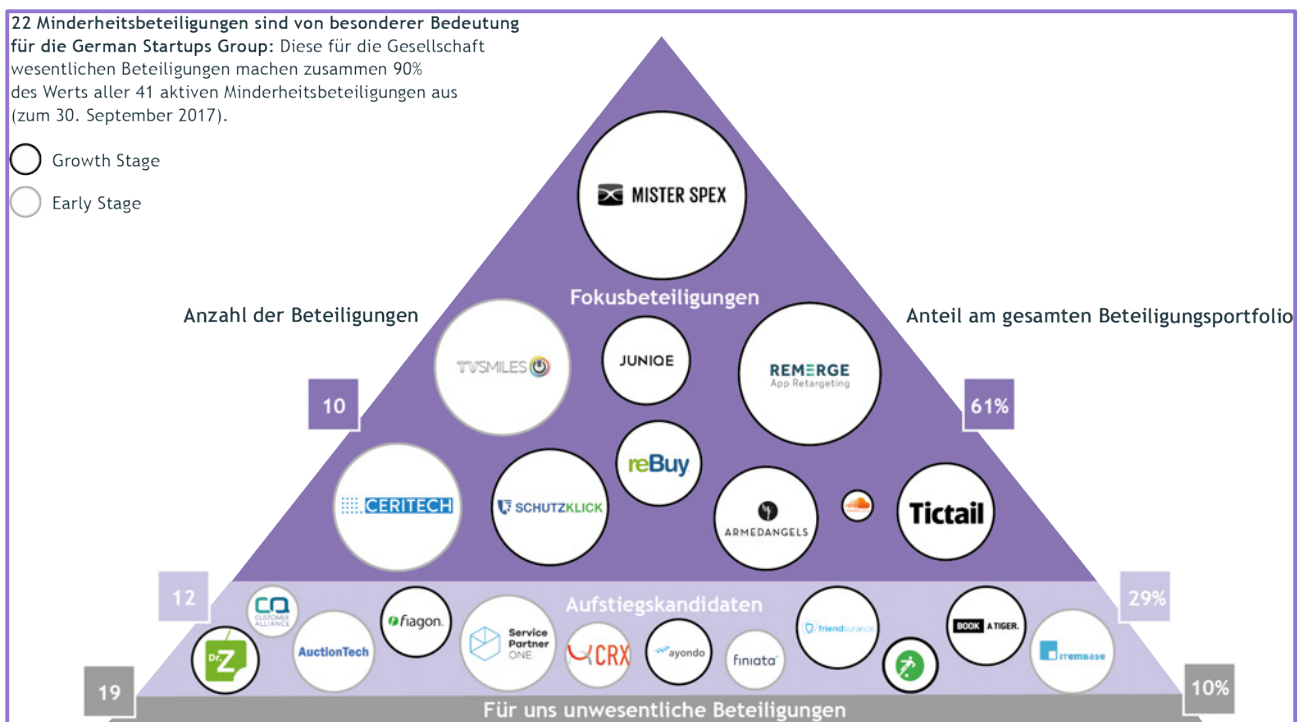 22 Minderheitsbeteiligungen sind von besonderer Bedeutung
für die German Startups Group: Diese für die Gesellschaft
wesentlichen Beteiligungen machen zusammen 90%
des Werts aller 41 aktiven Minderheitsbeteiligungen aus
(zum 30. September 2017).
Growth Stage
Early Stage
MISTER SPEX
Fokusbeteiligungen
Anzahl der Beteiligungen
Anteil am gesamten Beteiligungsportfolio
TVSMILES
JUNIQE
REMERGE
App Retargeting
10
61%
reBuy
CERITECH
SCHUTZKLICK
ARMEDANGELS
Tictail
12
29%
Aufstiegskandidaten
CUSTOMER
ALLIANCE
fiagon.
Dr.
Z
AuctionTech
Service
Partner
ONE
CRX
ayondo
finiata
friendsurance
BOOK A TIGER.
ITEMBASE
19
10%
Für uns unwesentliche Beteiligungen